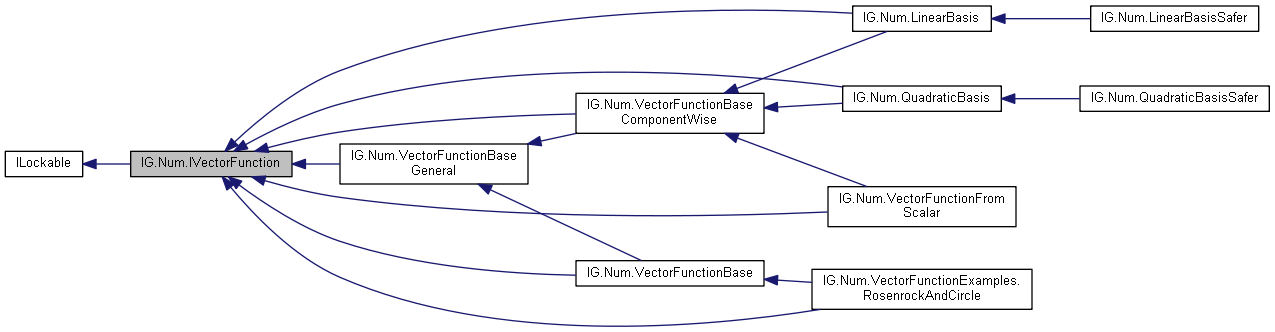 ILockable
IG.Num.IVectorFunction
IG.Num.VectorFunctionBase
General
IG.Num.VectorFunctionBase
ComponentWise
IG.Num.VectorFunctionBase
IG.Num.LinearBasis
IG.Num.QuadraticBasis
IG.Num.VectorFunctionFrom
Scalar
IG.Num.VectorFunctionExamples.
RosenrockAndCircle
IG.Num.LinearBasisSafer
IG.Num.QuadraticBasisSafer